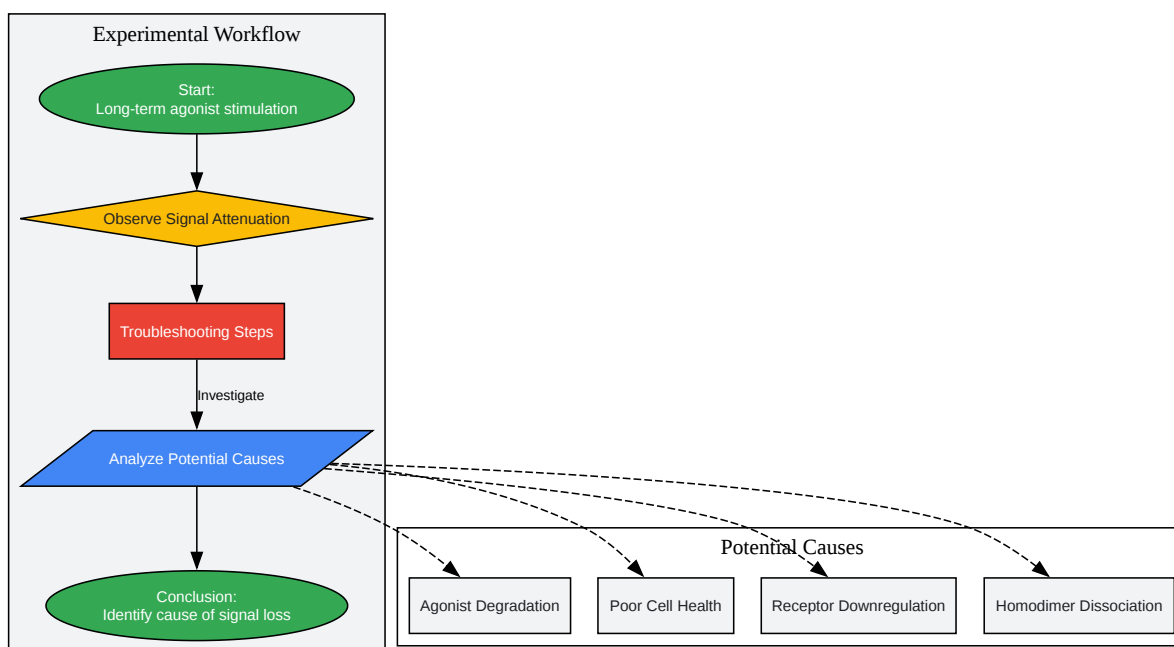 Experimental Workflow
Start:
Long-term agonist stimulation
Observe Signal Attenuation
Troubleshooting Steps
Investigate
Analyze Potential Causes
Conclusion:
Identify cause of signal loss
Potential Causes
Agonist Degradation
Poor Cell Health
Receptor Downregulation
Homodimer Dissociation